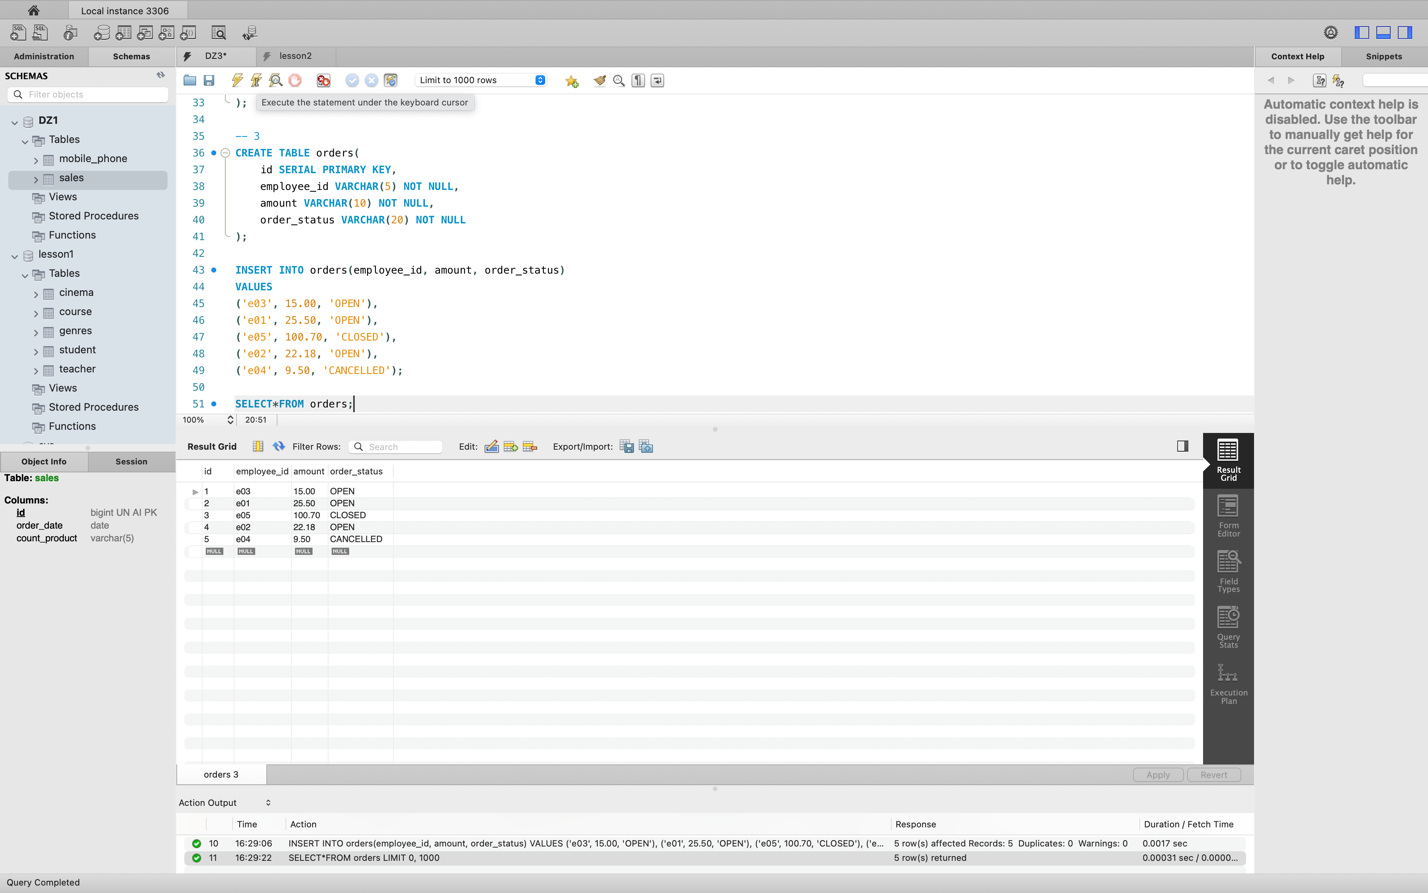 Local instance 3306
Administration Schemas DZ3* lesson2 Context Help Snippets
SCHEMAS
Filter objects
DZ1
Tables
mobile_phone
sales
Views
Stored Procedures
Functions
lesson1
Tables
cinema
course
genres
student
teacher
Views
Stored Procedures
Functions
Object Info Session
Table: sales
Columns:
id bigint UN AI PK
order_date date
count_product varchar(5)
Limit to 1000 rows
Execute the statement under the keyboard cursor
33 );
34
35 -- 3
36 CREATE TABLE orders(
37 id SERIAL PRIMARY KEY,
38 employee_id VARCHAR(5) NOT NULL,
39 amount VARCHAR(10) NOT NULL,
40 order_status VARCHAR(20) NOT NULL
41 );
42
43 INSERT INTO orders(employee_id, amount, order_status)
44 VALUES
45 ('e03', 15.00, 'OPEN'),
46 ('e01', 25.50, 'OPEN'),
47 ('e05', 100.70, 'CLOSED'),
48 ('e02', 22.18, 'OPEN'),
49 ('e04', 9.50, 'CANCELLED');
50
51 SELECT*FROM orders;
100% 20:51
Result Grid Filter Rows: Search Edit: Export/Import:
id employee_id amount order_status
1 e03 15.00 OPEN
2 e01 25.50 OPEN
3 e05 100.70 CLOSED
4 e02 22.18 OPEN
5 e04 9.50 CANCELLED
NULL NULL NULL NULL
Result
Grid
Form
Editor
Field
Types
Query
Stats
Execution
Plan
orders 3 Apply Revert
Action Output
Time Action Response Duration / Fetch Time
10 16:29:06 INSERT INTO orders(employee_id, amount, order_status) VALUES ('e03', 15.00, 'OPEN'), ('e01', 25.50, 'OPEN'), ('e05', 100.70, 'CLOSED'), ('e... 5 row(s) affected Records: 5 Duplicates: 0 Warnings: 0 0.0017 sec
11 16:29:22 SELECT*FROM orders LIMIT 0, 1000 5 row(s) returned 0.00031 sec / 0.0000...
Automatic context help is
disabled. Use the toolbar
to manually get help for
the current caret position
or to toggle automatic
help.
Query Completed